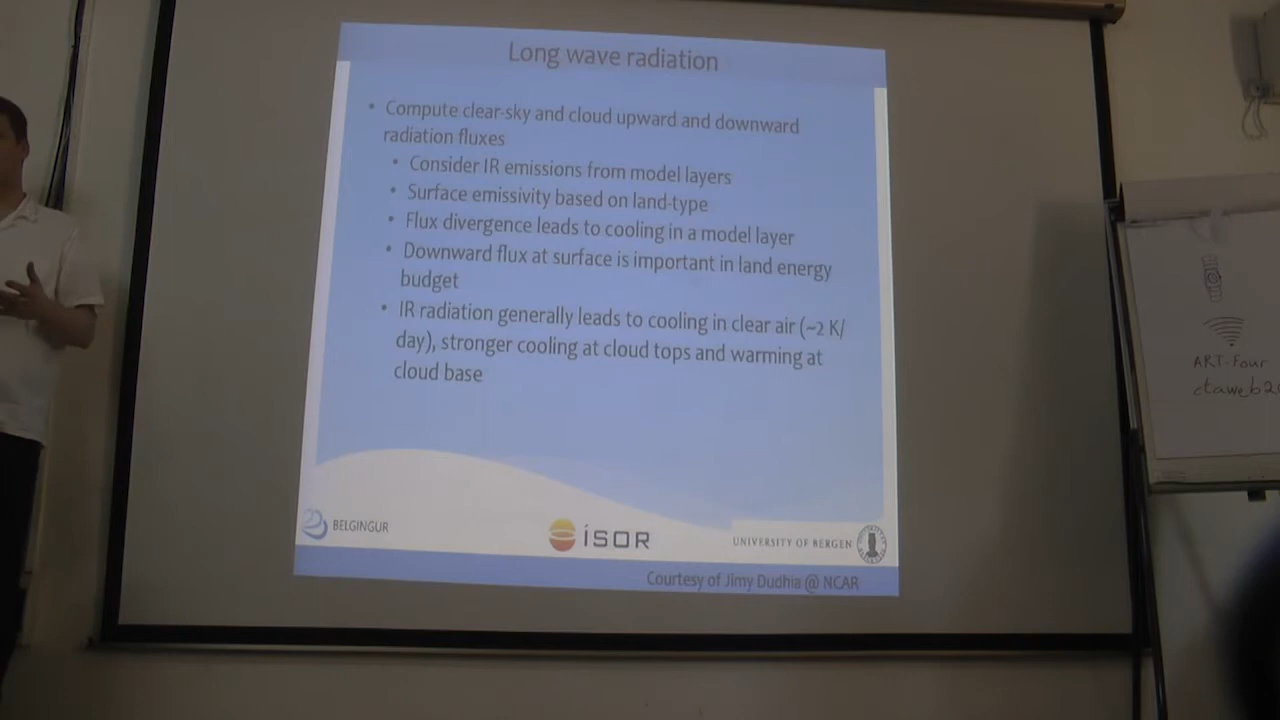 Long wave radiation
• Compute clear-sky and cloud upward and downward
radiation fluxes
• Consider IR emissions from model layers
• Surface emissivity based on land-type
• Flux divergence leads to cooling in a model layer
• Downward flux at surface is important in land energy
budget
• IR radiation generally leads to cooling in clear air (~2 K/
day), stronger cooling at cloud tops and warming at
cloud base
BELGINGUR
ÍSOR
UNIVERSITY OF BERGEN
Courtesy of Jimy Dudhia @ NCAR
ART-Four